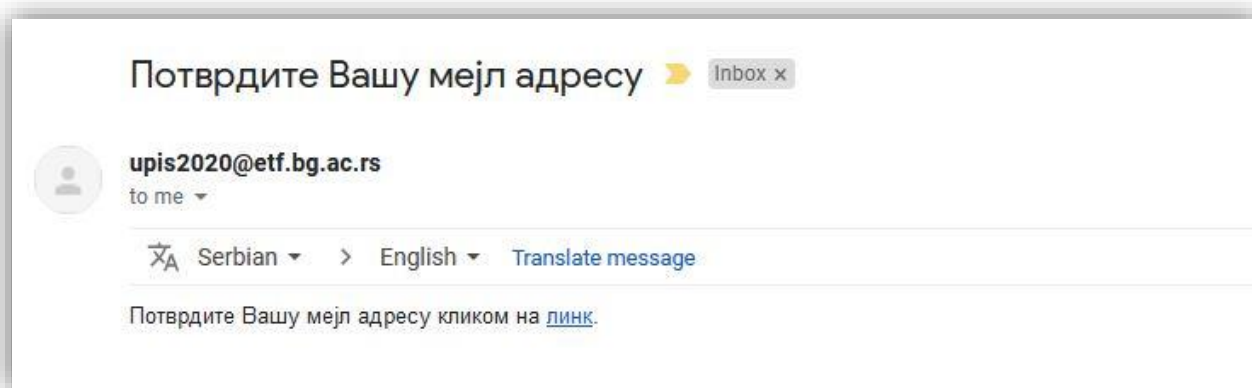 Потврдите Вашу мејл адресу Inbox x
upis2020@etf.bg.ac.rs
to me
Serbian > English Translate message
Потврдите Вашу мејл адресу кликом на линк.